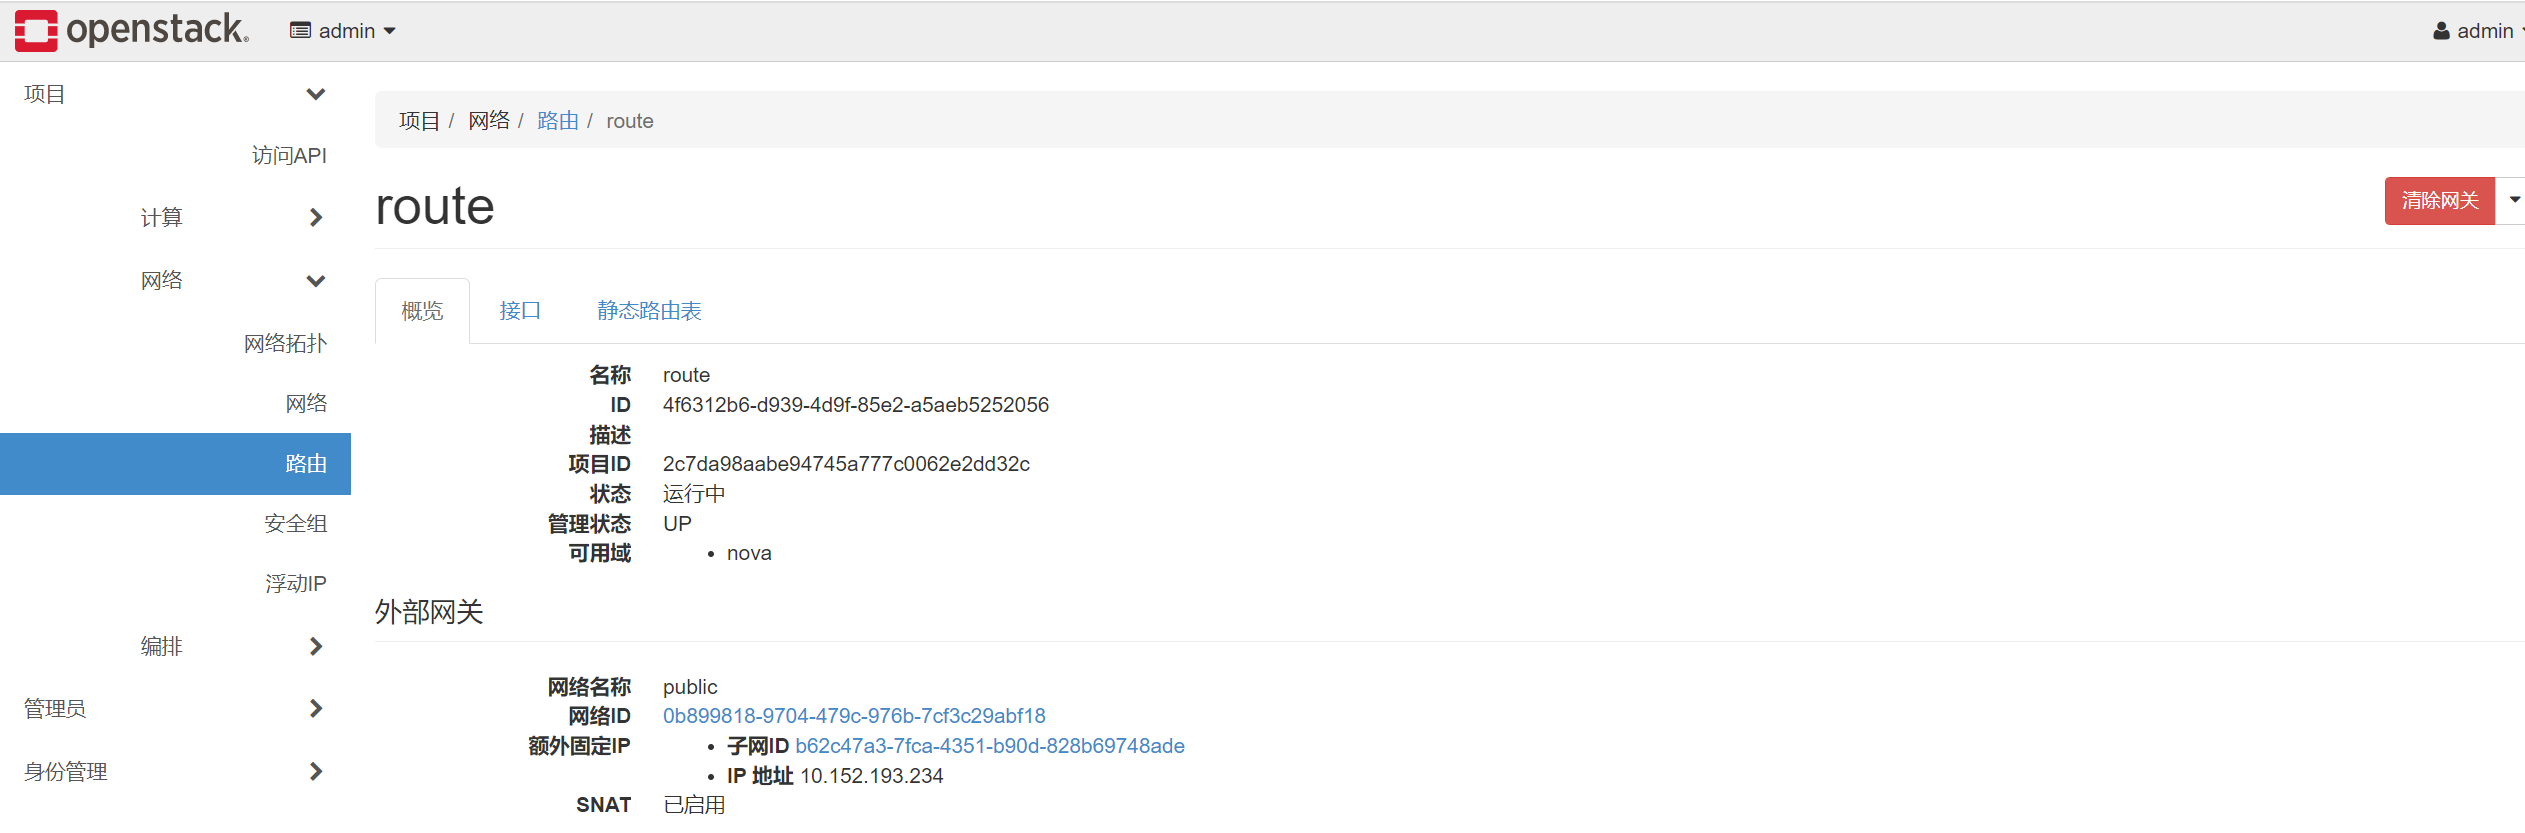 openstack. admin admin
项目
访问API
计算
网络
网络拓扑
网络
路由
安全组
浮动IP
编排
管理员
身份管理
项目 / 网络 / 路由 / route
route
清除网关
概览 接口 静态路由表
名称 route
ID 4f6312b6-d939-4d9f-85e2-a5aeb5252056
描述
项目ID 2c7da98aabe94745a777c0062e2dd32c
状态 运行中
管理状态 UP
可用域 • nova
外部网关
网络名称 public
网络ID 0b899818-9704-479c-976b-7cf3c29abf18
额外固定IP • 子网ID b62c47a3-7fca-4351-b90d-828b69748ade
• IP 地址 10.152.193.234
SNAT 已启用